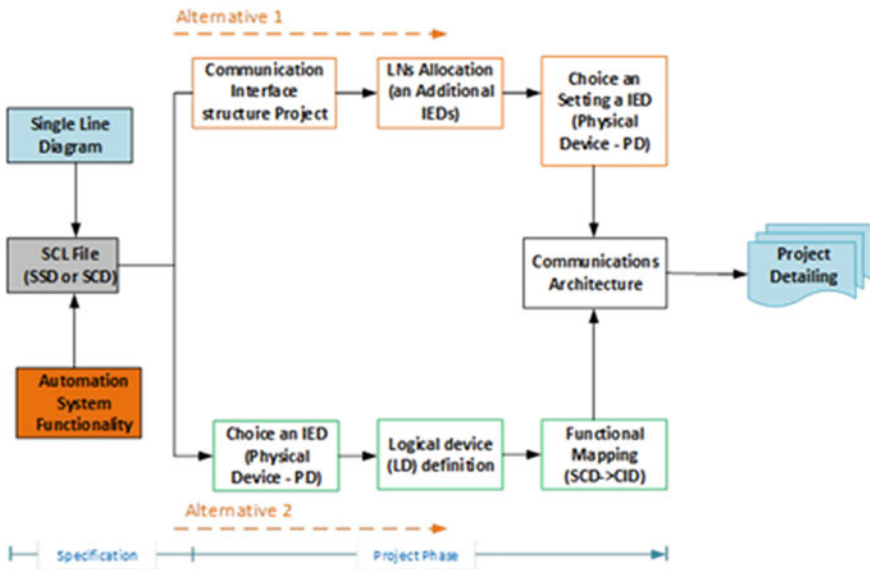 Alternative 1
Communication
Interface
structure Project
LNs Allocation
(an Additional
IEDs)
Choice an
Setting a IED
(Physical
Device - PD)
Single Line
Diagram
SCL File
(SSD or SCD)
Communications
Architecture
Project
Detailing
Automation
System
Functionality
Choice an IED
(Physical
Device - PD)
Logical device
(LD) definition
Functional
Mapping
(SCD->CID)
Alternative 2
Specification
Project Phase